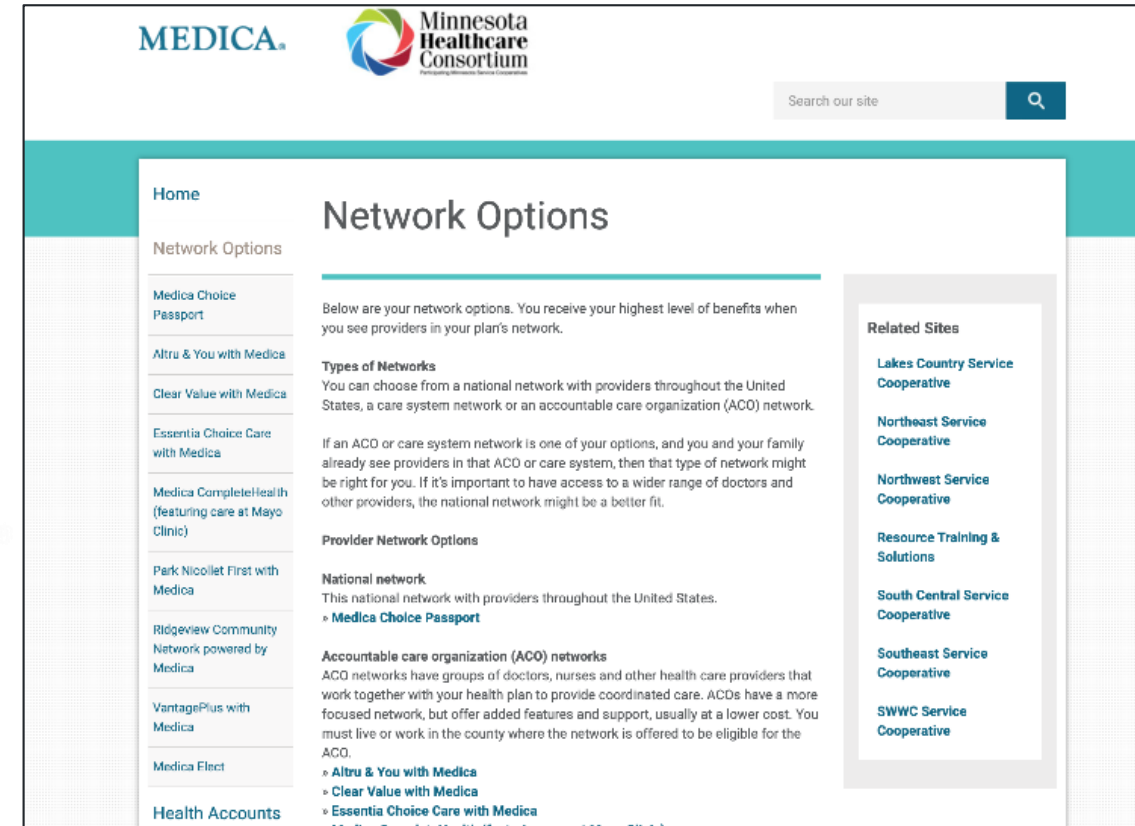 MEDICA®
Minnesota
Healthcare
Consortium
Participating Minnesota Service Cooperatives
Search our site
Home
Network Options
Medica Choice
Passport
Altru & You with Medica
Clear Value with Medica
Essentia Choice Care
with Medica
Medica CompleteHealth
(featuring care at Mayo
Clinic)
Park Nicollet First with
Medica
Ridgeview Community
Network powered by
Medica
VantagePlus with
Medica
Medica Elect
Health Accounts
Network Options
Below are your network options. You receive your highest level of benefits when
you see providers in your plan's network.
Types of Networks
You can choose from a national network with providers throughout the United
States, a care system network or an accountable care organization (ACO) network.
If an ACO or care system network is one of your options, and you and your family
already see providers in that ACO or care system, then that type of network might
be right for you. If it's important to have access to a wider range of doctors and
other providers, the national network might be a better fit.
Provider Network Options
National network
This national network with providers throughout the United States.
» Medica Choice Passport
Accountable care organization (ACO) networks
ACO networks have groups of doctors, nurses and other health care providers that
work together with your health plan to provide coordinated care. ACOs have a more
focused network, but offer added features and support, usually at a lower cost. You
must live or work in the county where the network is offered to be eligible for the
ACO.
» Altru & You with Medica
» Clear Value with Medica
» Essentia Choice Care with Medica
Related Sites
Lakes Country Service
Cooperative
Northeast Service
Cooperative
Northwest Service
Cooperative
Resource Training &
Solutions
South Central Service
Cooperative
Southeast Service
Cooperative
SWWC Service
Cooperative